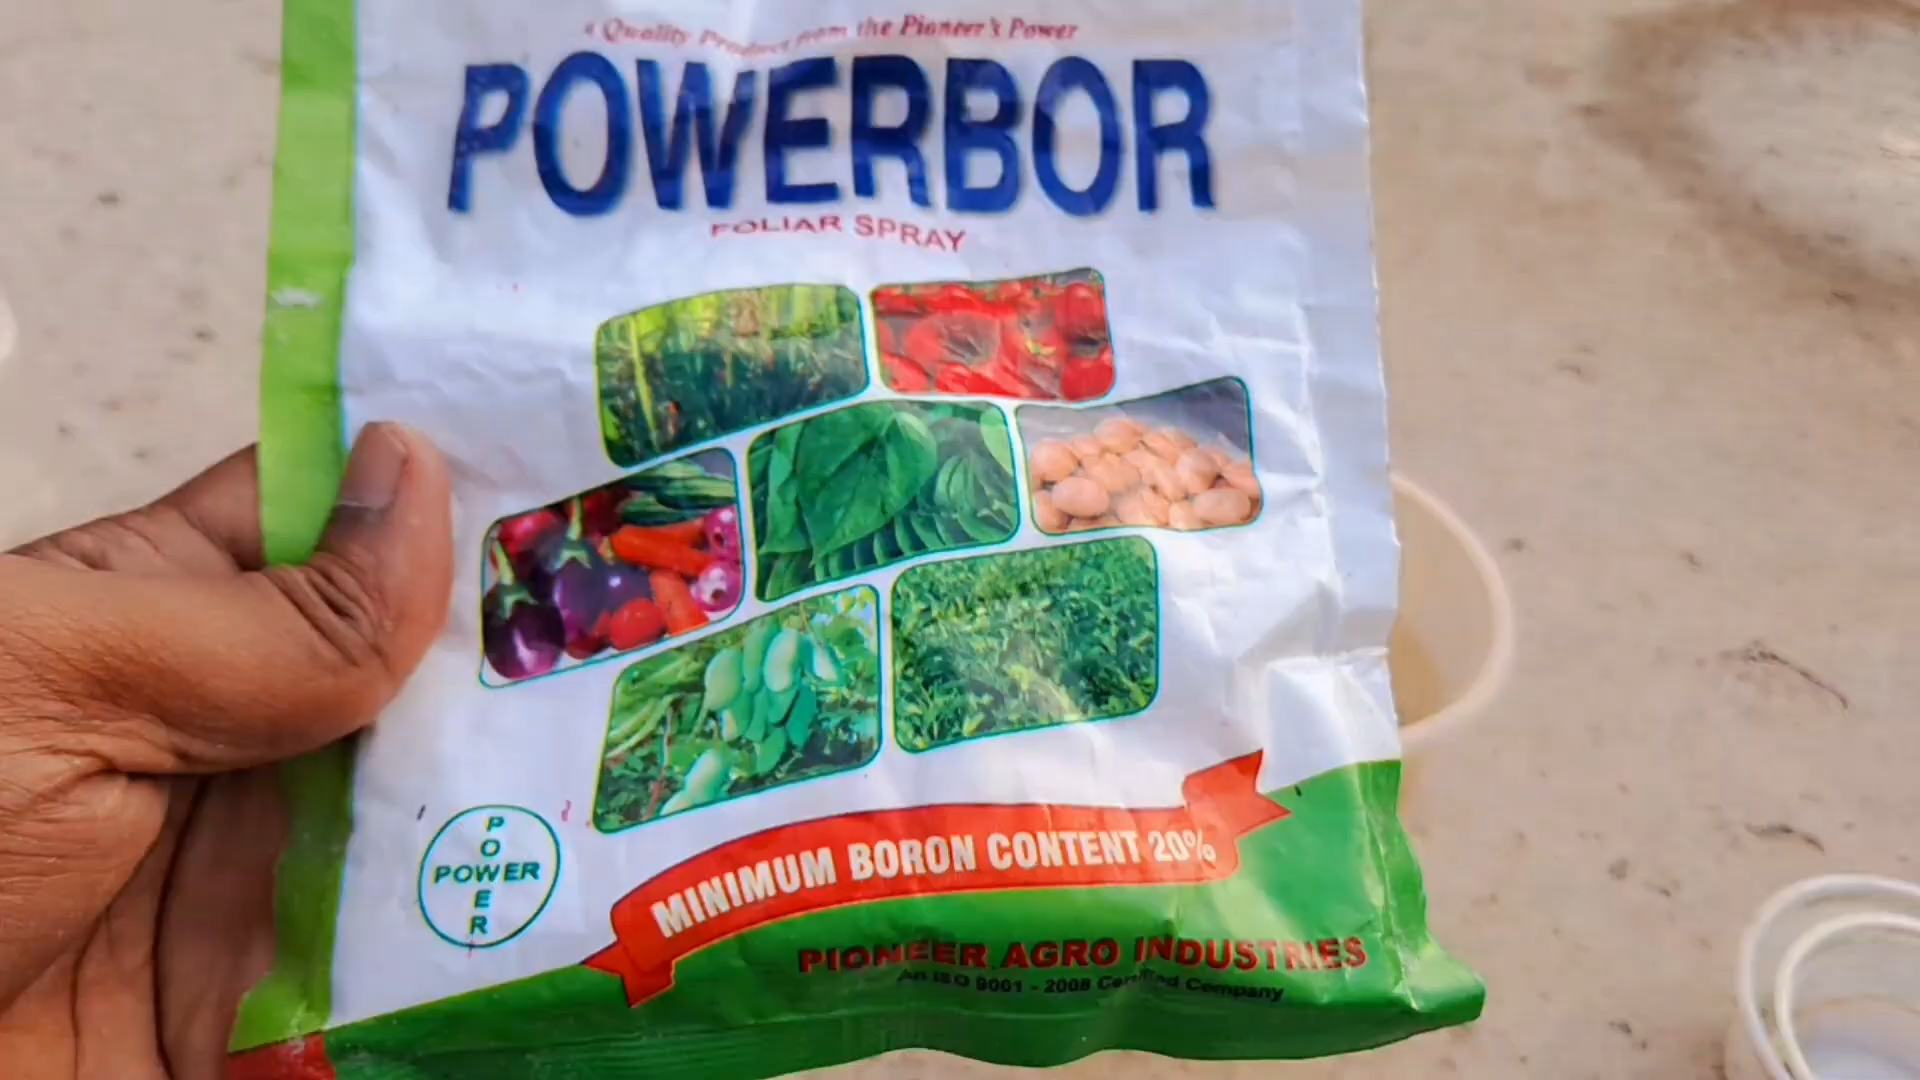 a Quality Product from the Pioneer's Power
POWERBOR
FOLIAR SPRAY
POWER
POWER
MINIMUM BORON CONTENT 20%
PIONEER AGRO INDUSTRIES
An ISO 9001 - 2008 Certified Company